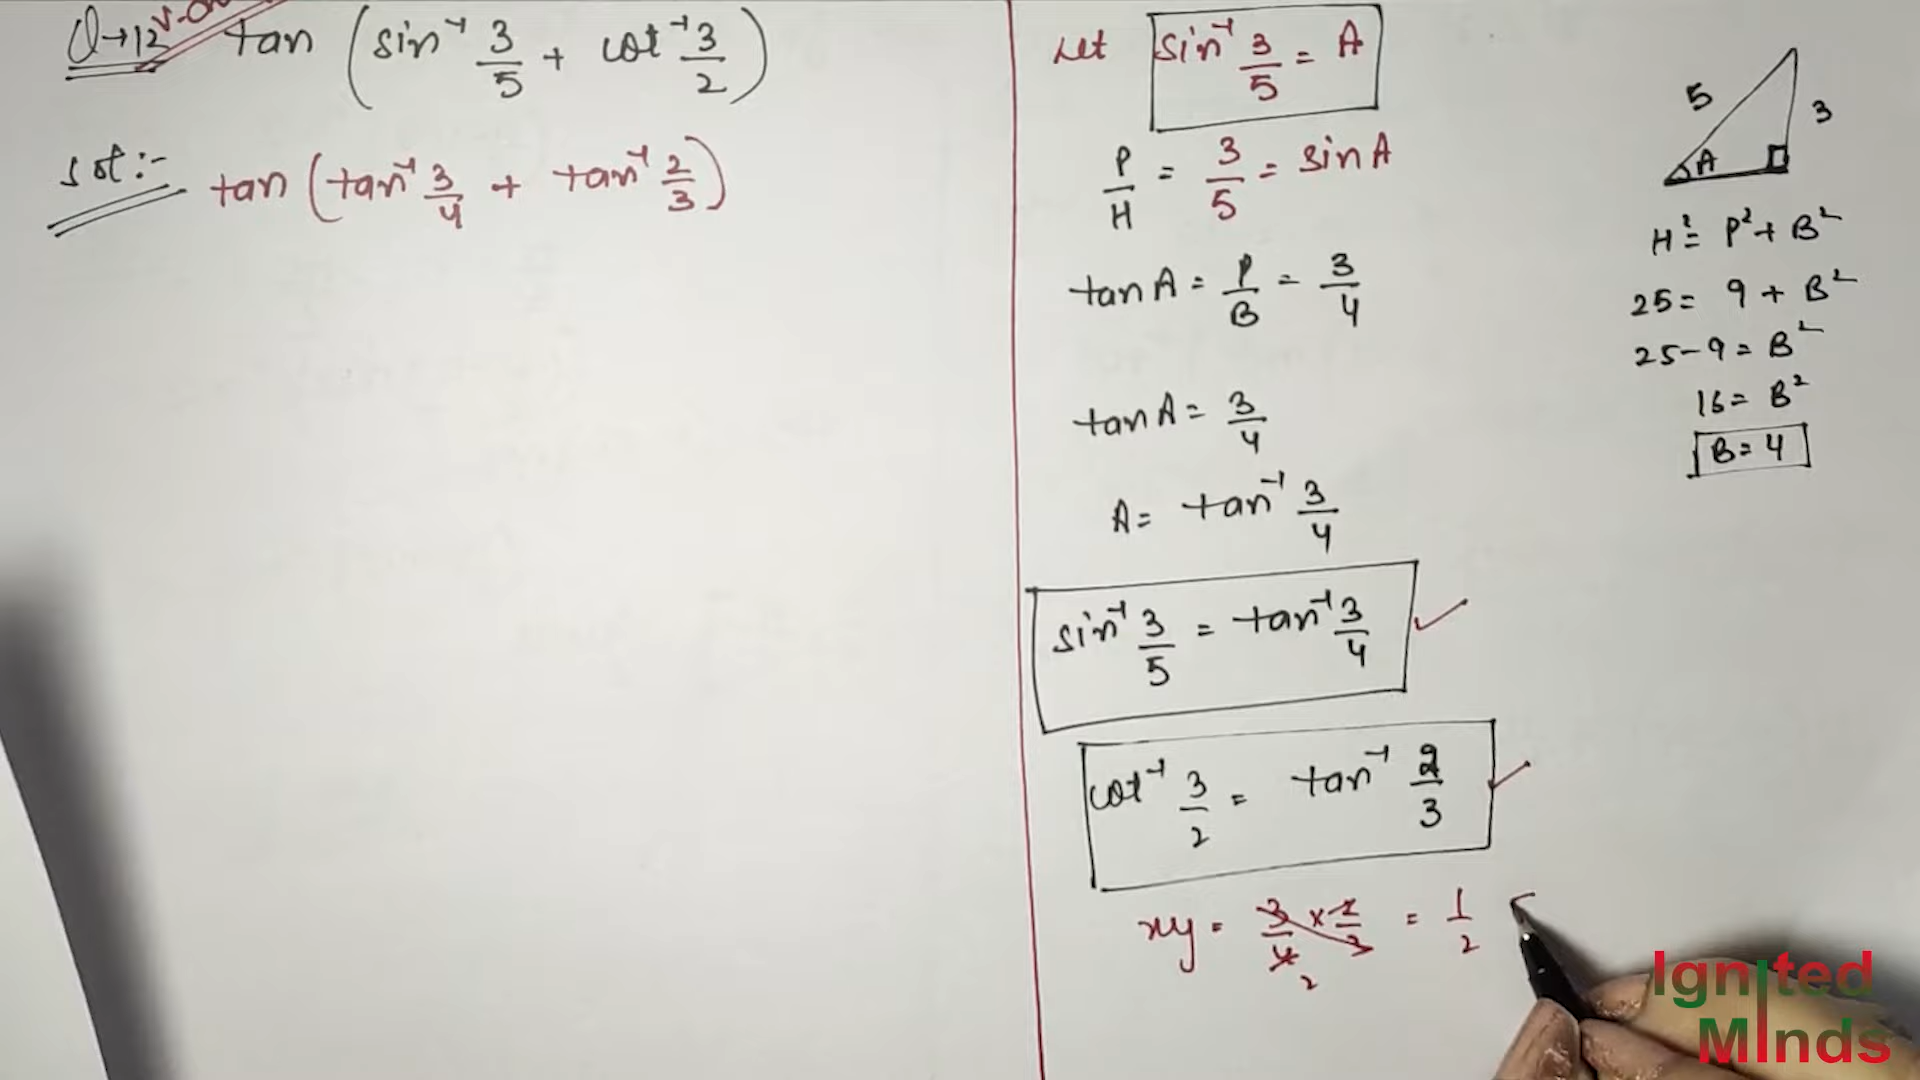 Q→12 tan (sin⁻¹ 3/5 + cot⁻¹ 3/2)
Sol:- tan (tan⁻¹ 3/4 + tan⁻¹ 2/3)
Let sin⁻¹ 3/5 = A
P/H = 3/5 = sin A
tan A = P/B = 3/4
tan A = 3/4
A = tan⁻¹ 3/4
sin⁻¹ 3/5 = tan⁻¹ 3/4 ✓
cot⁻¹ 3/2 = tan⁻¹ 2/3 ✓
xy = 3/4 × 2/3 = 1/2
2
5
3
A
H² = P² + B²
25 = 9 + B²
25 - 9 = B²
16 = B²
B = 4
Ignited
Minds